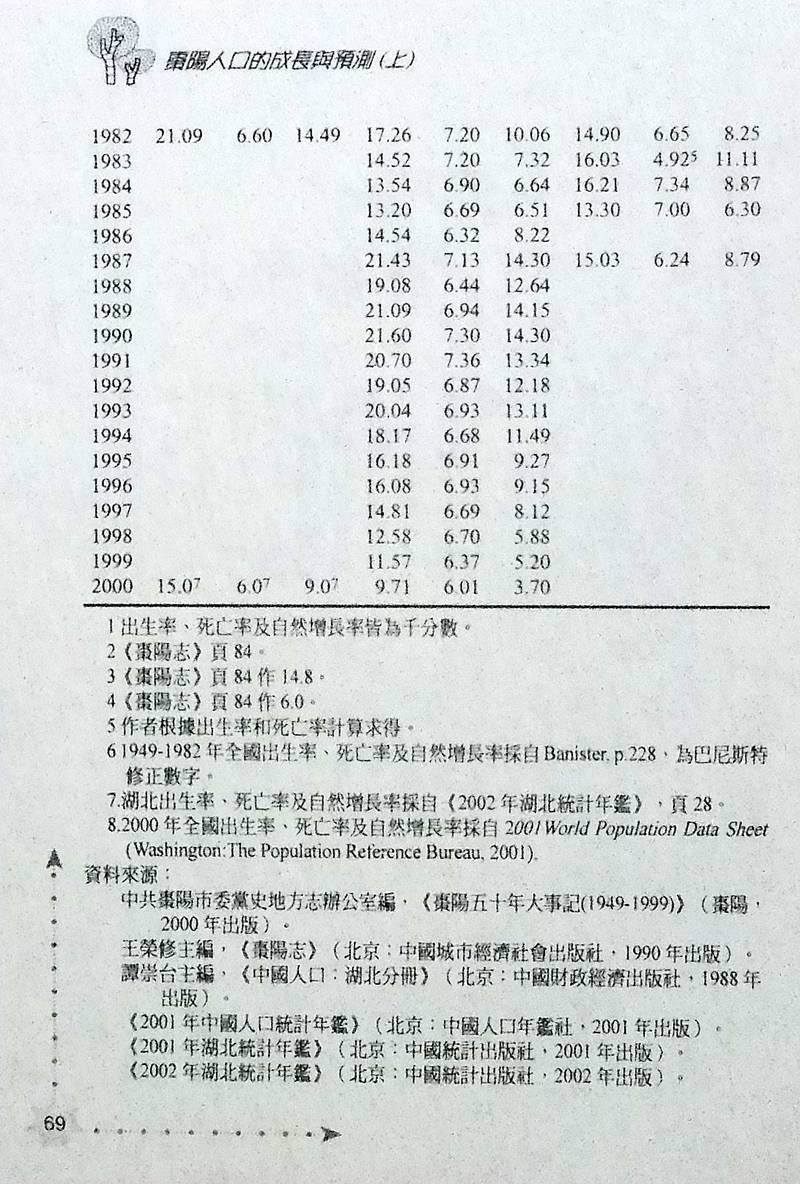 棗陽人口的成長與預測(上)
1982 21.09 6.60 14.49 17.26 7.20 10.06 14.90 6.65 8.25
1983 14.52 7.20 7.32 16.03 4.92⁵ 11.11
1984 13.54 6.90 6.64 16.21 7.34 8.87
1985 13.20 6.69 6.51 13.30 7.00 6.30
1986 14.54 6.32 8.22
1987 21.43 7.13 14.30 15.03 6.24 8.79
1988 19.08 6.44 12.64
1989 21.09 6.94 14.15
1990 21.60 7.30 14.30
1991 20.70 7.36 13.34
1992 19.05 6.87 12.18
1993 20.04 6.93 13.11
1994 18.17 6.68 11.49
1995 16.18 6.91 9.27
1996 16.08 6.93 9.15
1997 14.81 6.69 8.12
1998 12.58 6.70 5.88
1999 11.57 6.37 5.20
2000 15.0⁷ 6.0⁷ 9.0⁷ 9.71 6.01 3.70
1 出生率、死亡率及自然增長率皆為千分數。
2《棗陽志》頁 84。
3《棗陽志》頁 84 作 14.8。
4《棗陽志》頁 84 作 6.0。
5 作者根據出生率和死亡率計算求得。
6 1949-1982 年全國出生率、死亡率及自然增長率採自 Banister, p.228，為巴尼斯特
修正數字。
7.湖北出生率、死亡率及自然增長率採自《2002 年湖北統計年鑑》，頁 28。
8.2000 年全國出生率、死亡率及自然增長率採自 2001 World Population Data Sheet
(Washington:The Population Reference Bureau, 2001).
資料來源：
中共棗陽市委黨史地方志辦公室編，《棗陽五十年大事記(1949-1999)》（棗陽，
2000 年出版）。
王榮修主編，《棗陽志》（北京：中國城市經濟社會出版社，1990 年出版）。
譚崇台主編，《中國人口：湖北分冊》（北京：中國財政經濟出版社，1988 年
出版）。
《2001 年中國人口統計年鑑》（北京：中國人口年鑑社，2001 年出版）。
《2001 年湖北統計年鑑》（北京：中國統計出版社，2001 年出版）。
《2002 年湖北統計年鑑》（北京：中國統計出版社，2002 年出版）。
69